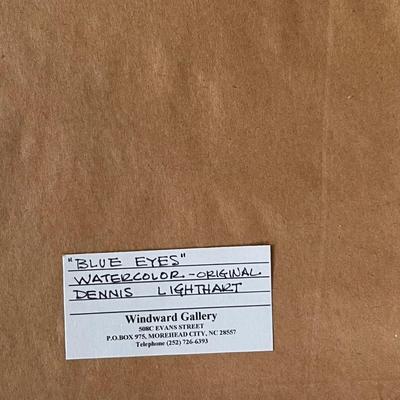 "BLUE EYES"
WATERCOLOR - ORIGINAL
DENNIS LIGHTHART
Windward Gallery
508C EVANS STREET
P.O.BOX 975, MOREHEAD CITY, NC 28557
Telephone (252) 726-6393